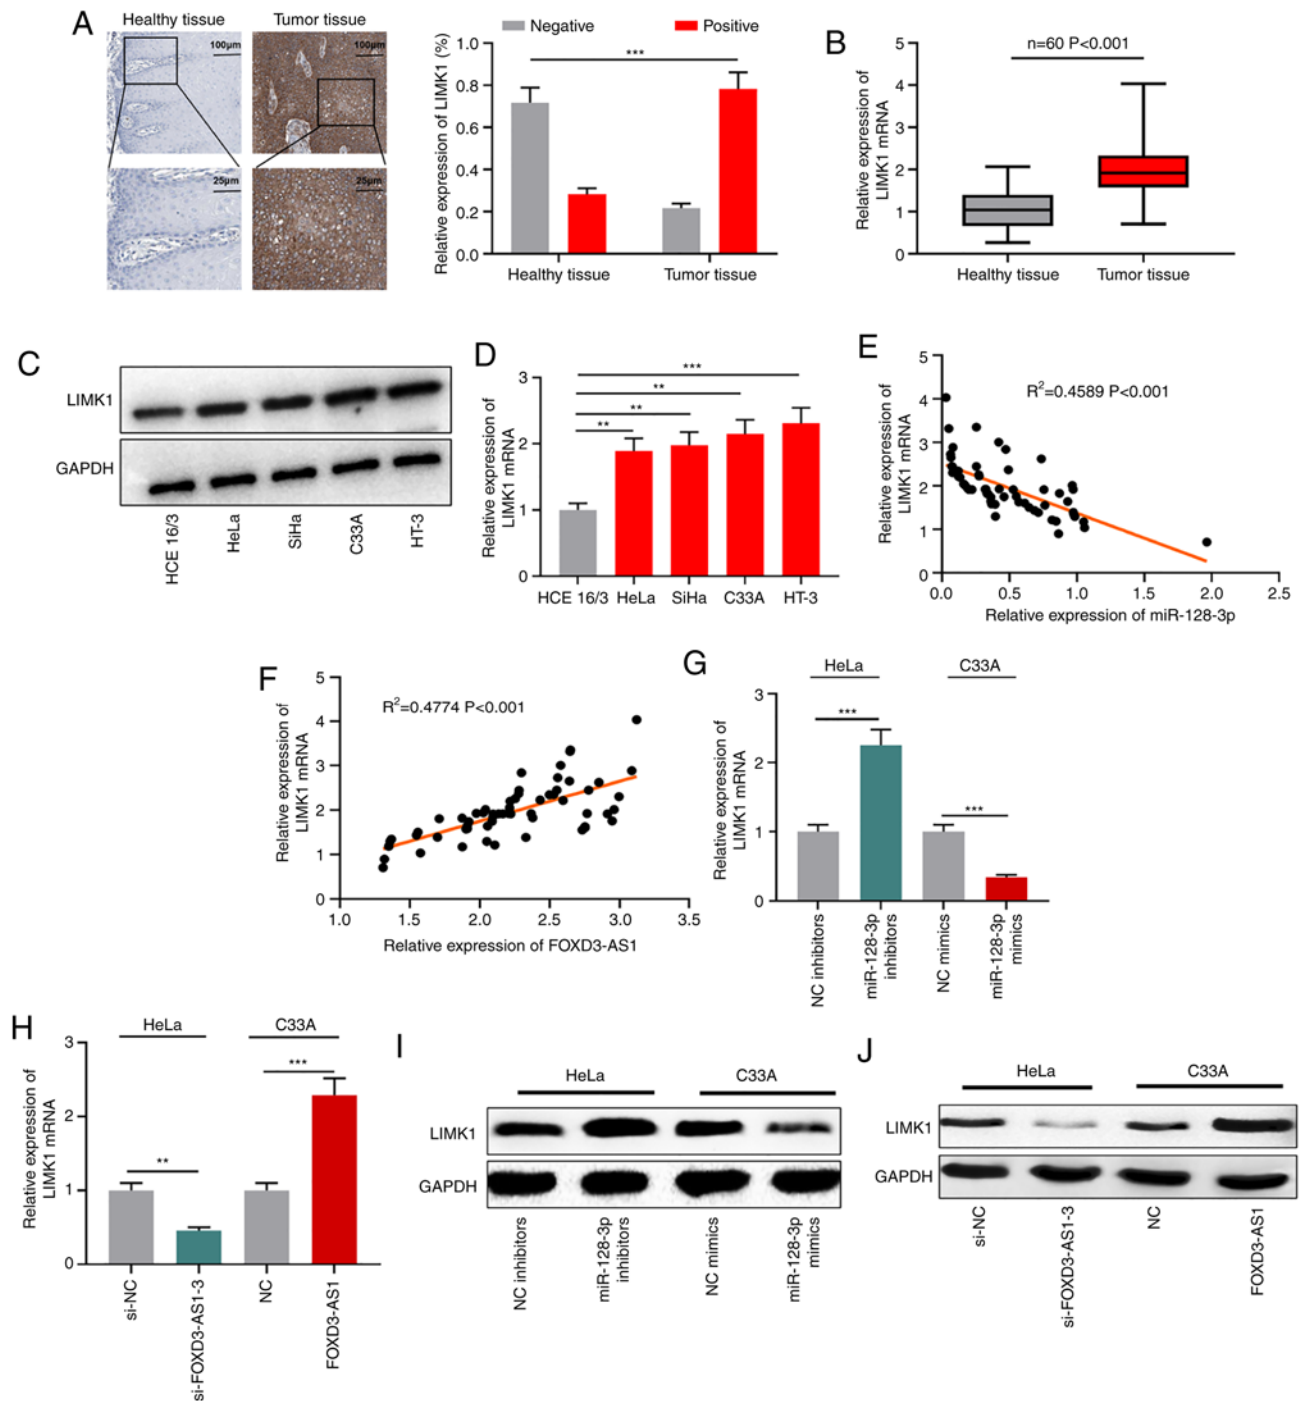 A
Healthy tissue
Tumor tissue
100μm
100μm
25μm
25μm
Negative
Positive
Relative expression of LIMK1 (%)
1.0
0.8
0.6
0.4
0.2
0.0
***
Healthy tissue
Tumor tissue
B
n=60 P<0.001
Relative expression of
LIMK1 mRNA
5
4
3
2
1
0
Healthy tissue
Tumor tissue
C
LIMK1
GAPDH
HCE 16/3
HeLa
SiHa
C33A
HT-3
D
Relative expression of
LIMK1 mRNA
3
2
1
0
***
**
**
**
HCE 16/3
HeLa
SiHa
C33A
HT-3
E
Relative expression of
LIMK1 mRNA
5
4
3
2
1
0
R²=0.4589 P<0.001
0.0
0.5
1.0
1.5
2.0
2.5
Relative expression of miR-128-3p
F
Relative expression of
LIMK1 mRNA
5
4
3
2
1
0
R²=0.4774 P<0.001
1.0
1.5
2.0
2.5
3.0
3.5
Relative expression of FOXD3-AS1
G
HeLa
C33A
Relative expression of
LIMK1 mRNA
3
2
1
0
***
***
NC inhibitors
miR-128-3p
inhibitors
NC mimics
miR-128-3p
mimics
H
HeLa
C33A
Relative expression of
LIMK1 mRNA
3
2
1
0
**
***
si-NC
si-FOXD3-AS1-3
NC
FOXD3-AS1
I
HeLa
C33A
LIMK1
GAPDH
NC inhibitors
miR-128-3p
inhibitors
NC mimics
miR-128-3p
mimics
J
HeLa
C33A
LIMK1
GAPDH
si-NC
si-FOXD3-AS1-3
NC
FOXD3-AS1